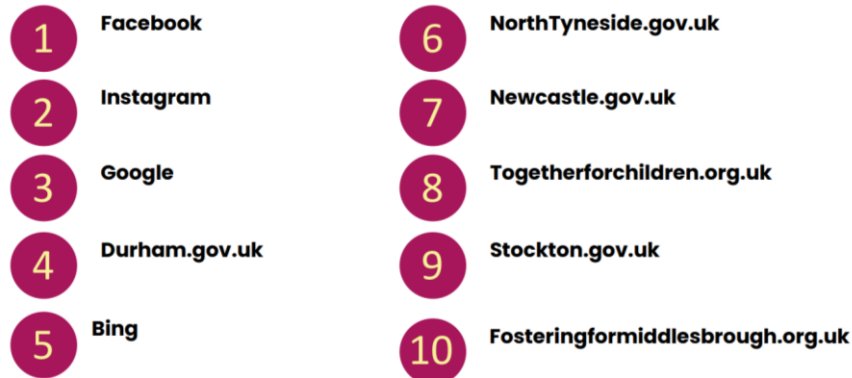 1 Facebook
2 Instagram
3 Google
4 Durham.gov.uk
5 Bing
6 NorthTyneside.gov.uk
7 Newcastle.gov.uk
8 Togetherforchildren.org.uk
9 Stockton.gov.uk
10 Fosteringformiddlesbrough.org.uk